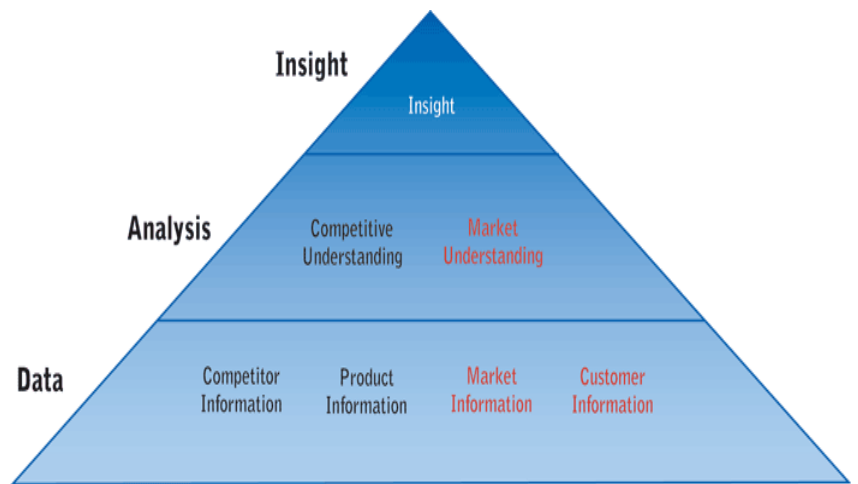 Insight
Insight
Analysis
Competitive
Understanding
Market
Understanding
Data
Competitor
Information
Product
Information
Market
Information
Customer
Information